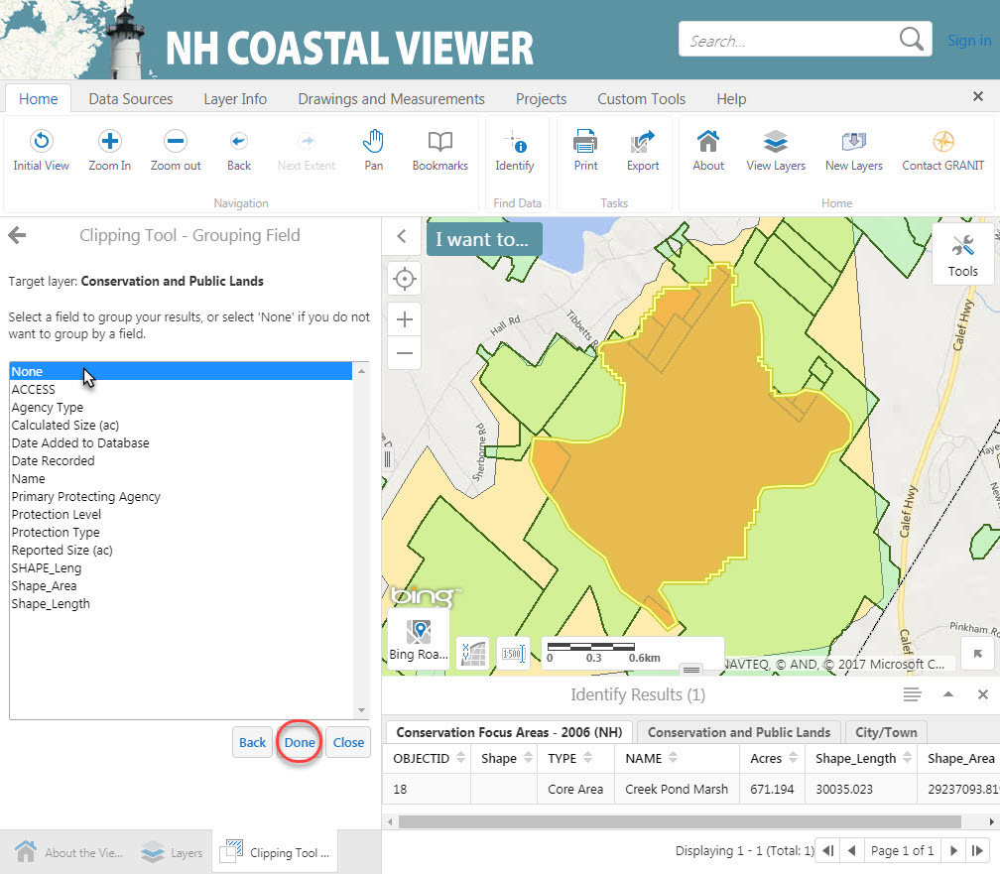 NH COASTAL VIEWER
Search...
Sign in
Home
Data Sources
Layer Info
Drawings and Measurements
Projects
Custom Tools
Help
Initial View
Zoom In
Zoom out
Back
Next Extent
Pan
Bookmarks
Identify
Print
Export
About
View Layers
New Layers
Contact GRANIT
Navigation
Find Data
Tasks
Home
Clipping Tool - Grouping Field
Target layer: Conservation and Public Lands
Select a field to group your results, or select 'None' if you do not
want to group by a field.
None
ACCESS
Agency Type
Calculated Size (ac)
Date Added to Database
Date Recorded
Name
Primary Protecting Agency
Protection Level
Protection Type
Reported Size (ac)
SHAPE_Leng
Shape_Area
Shape_Length
Back
Done
Close
About the Vie...
Layers
Clipping Tool ...
I want to...
Tools
Hall Rd
Tibbetts R
Sherborne Rd
Calef Hwy
Calef Hwy
Calef Hwy
Pinkham Ro
bing™
Bing Roa...
1:500
0 0.3 0.6km
NAVTEQ, © AND, © 2017 Microsoft C...
Identify Results (1)
Conservation Focus Areas - 2006 (NH)
Conservation and Public Lands
City/Town
OBJECTID Shape TYPE NAME Acres Shape_Length Shape_Area
18 Core Area Creek Pond Marsh 671.194 30035.023 29237093.819
Displaying 1 - 1 (Total: 1)
Page 1 of 1